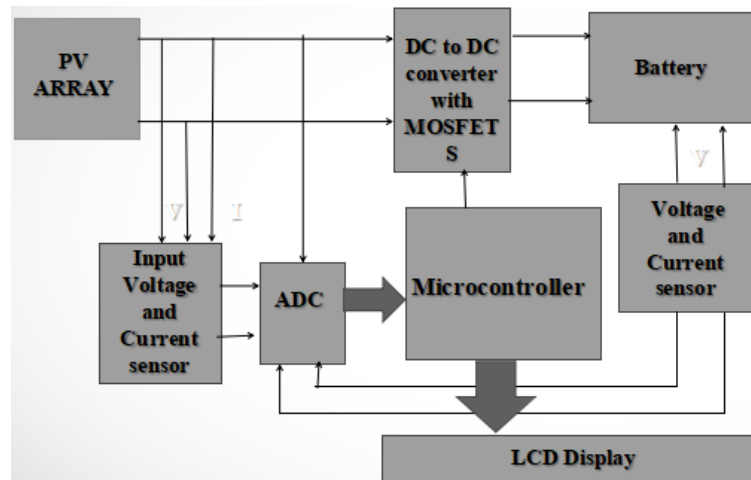 PV
ARRAY
DC to DC
converter
with
MOSFET
S
Battery
V
I
V
Input
Voltage
and
Current
sensor
ADC
Microcontroller
Voltage
and
Current
sensor
LCD Display